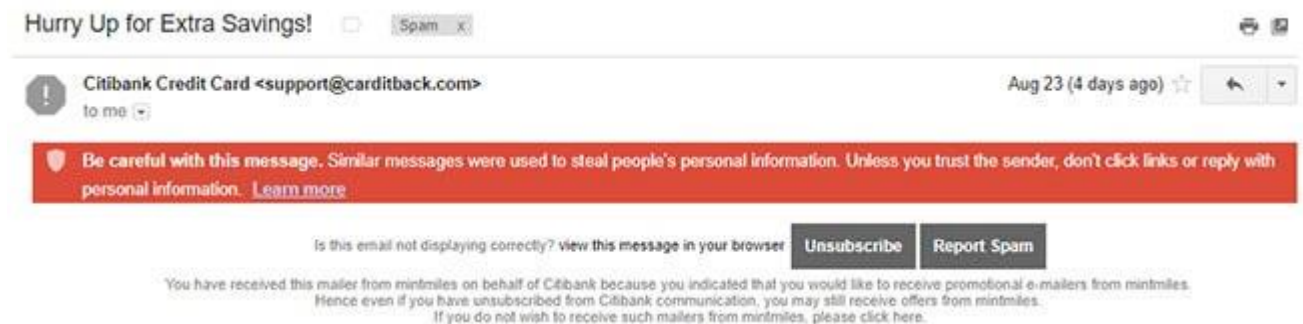 Hurry Up for Extra Savings! Spam x
Citibank Credit Card <support@carditback.com> Aug 23 (4 days ago)
to me
Be careful with this message. Similar messages were used to steal people's personal information. Unless you trust the sender, don't click links or reply with
personal information. Learn more
Is this email not displaying correctly? view this message in your browser Unsubscribe Report Spam
You have received this mailer from mintmiles on behalf of Citibank because you indicated that you would like to receive promotional e-mailers from mintmiles.
Hence even if you have unsubscribed from Citibank communication, you may still receive offers from mintmiles.
If you do not wish to receive such mailers from mintmiles, please click here.